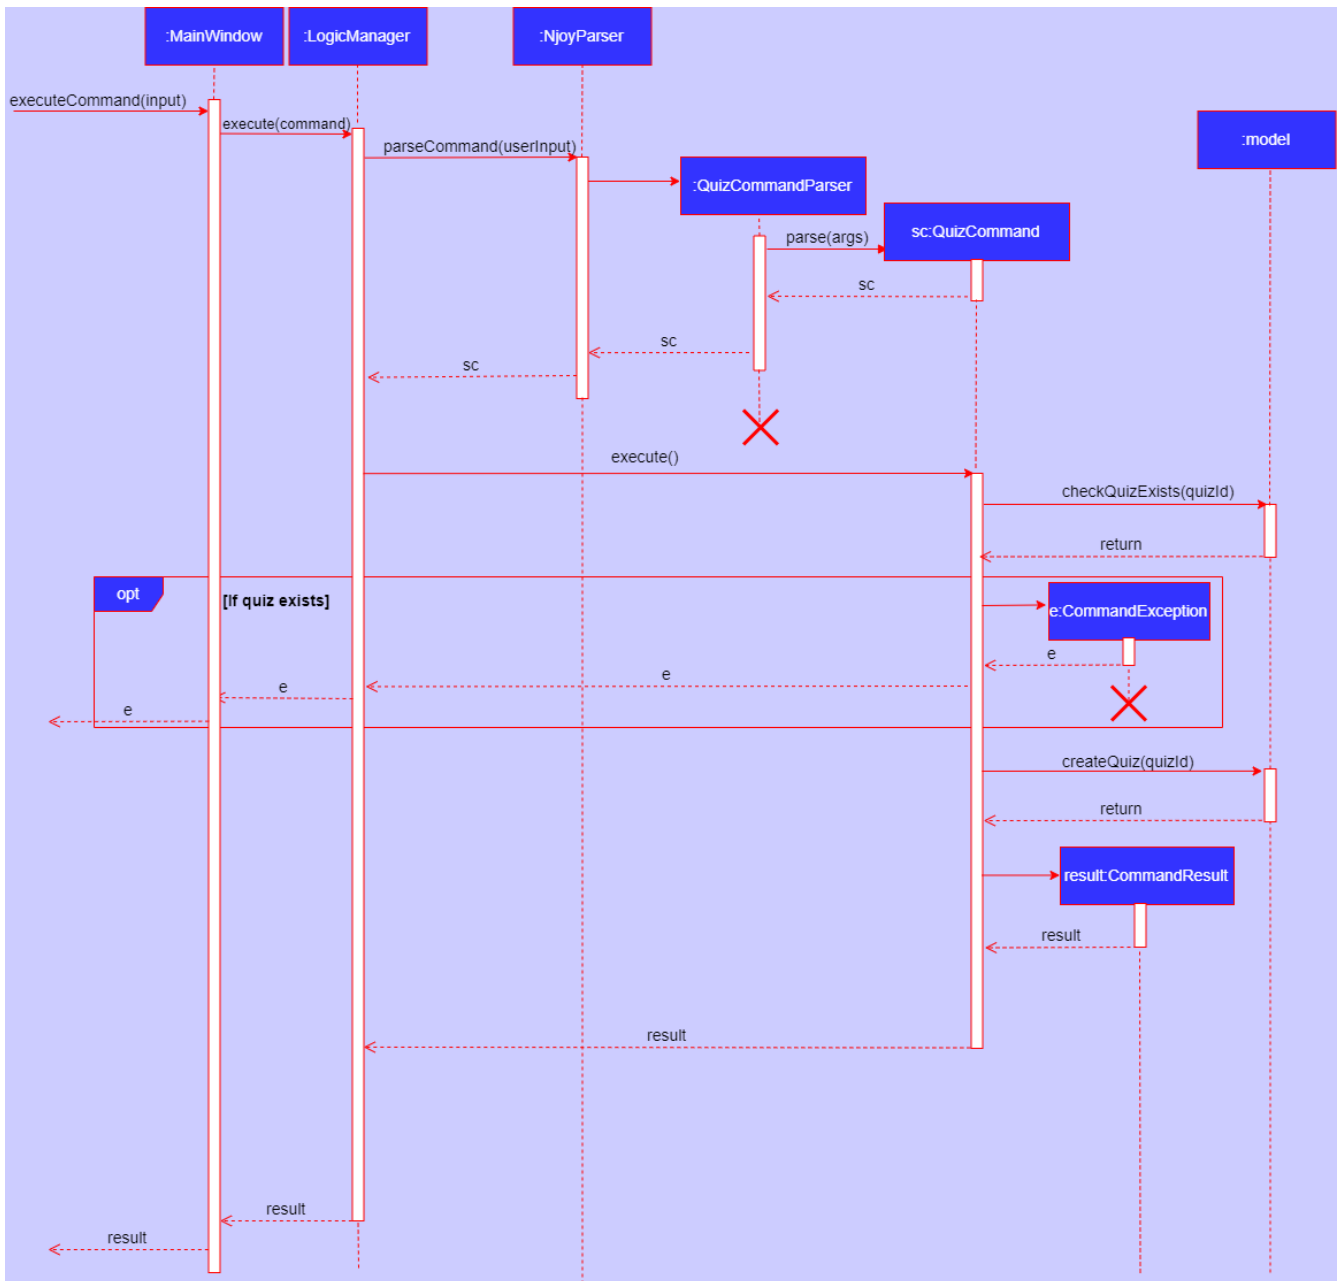 :MainWindow
:LogicManager
:NjoyParser
executeCommand(input)
execute(command)
:model
parseCommand(userInput)
:QuizCommandParser
sc:QuizCommand
parse(args)
sc
sc
sc
execute()
checkQuizExists(quizId)
return
opt
[If quiz exists]
e:CommandException
e
e
e
e
createQuiz(quizId)
return
result:CommandResult
result
result
result
result